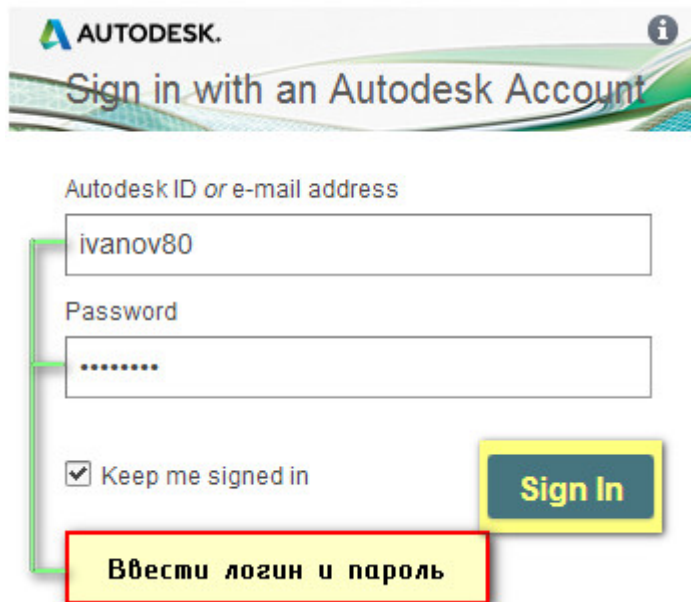 AUTODESK.
Sign in with an Autodesk Account
Autodesk ID or e-mail address
ivanov80
Password
••••••••
Keep me signed in
Sign In
Ввести логин и пароль